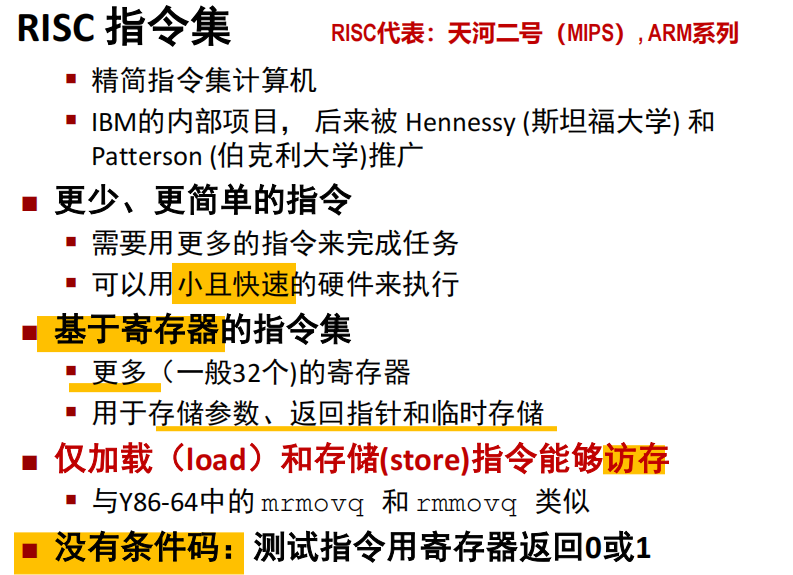 RISC 指令集
RISC代表：天河二号（MIPS）, ARM系列
精简指令集计算机
IBM的内部项目， 后来被 Hennessy (斯坦福大学) 和
Patterson (伯克利大学)推广
更少、更简单的指令
需要用更多的指令来完成任务
可以用小且快速的硬件来执行
基于寄存器的指令集
更多（一般32个)的寄存器
用于存储参数、返回指针和临时存储
仅加载（load）和存储(store)指令能够访存
与Y86-64中的 mrmovq 和 rmmovq 类似
没有条件码：测试指令用寄存器返回0或1